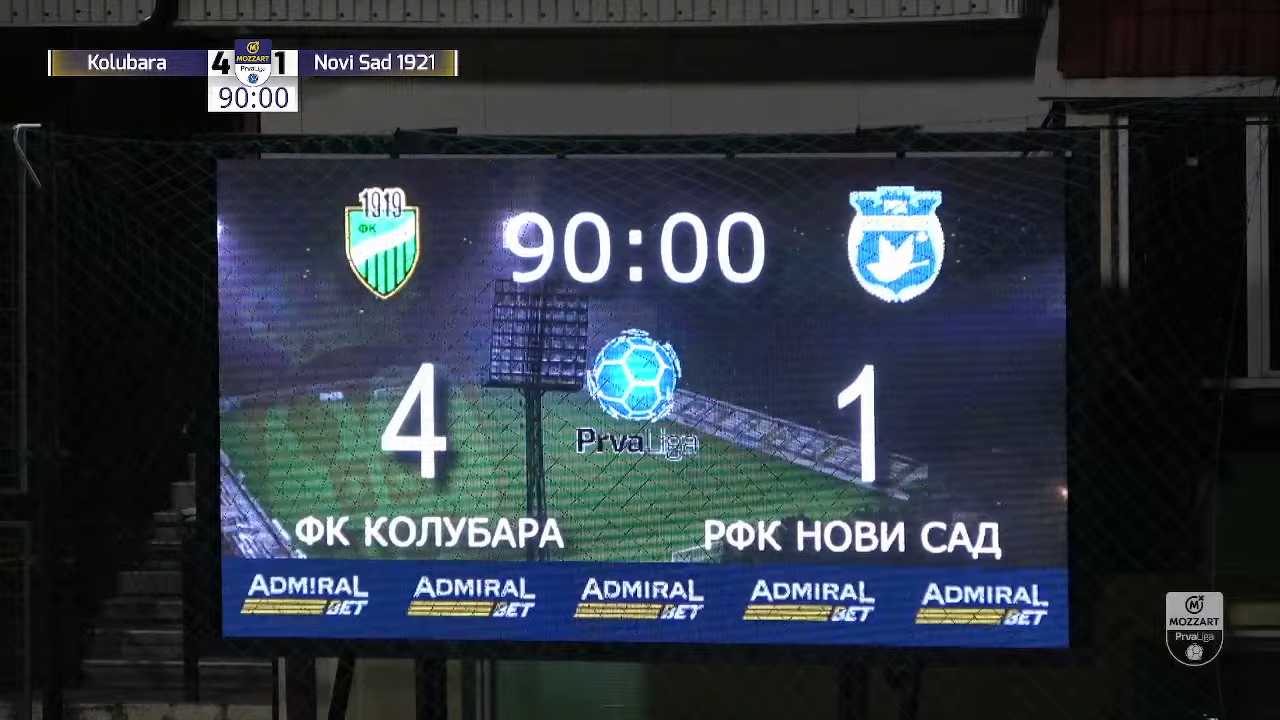 Kolubara 4 1 Novi Sad 1921
MOZZART
PrvaLiga
90:00
1919
ФК
90:00
4 1
PrvaLiga
ФК КОЛУБАРА РФК НОВИ САД
ADMIRAL BET ADMIRAL BET ADMIRAL BET ADMIRAL BET ADMIRAL BET
MOZZART
PrvaLiga